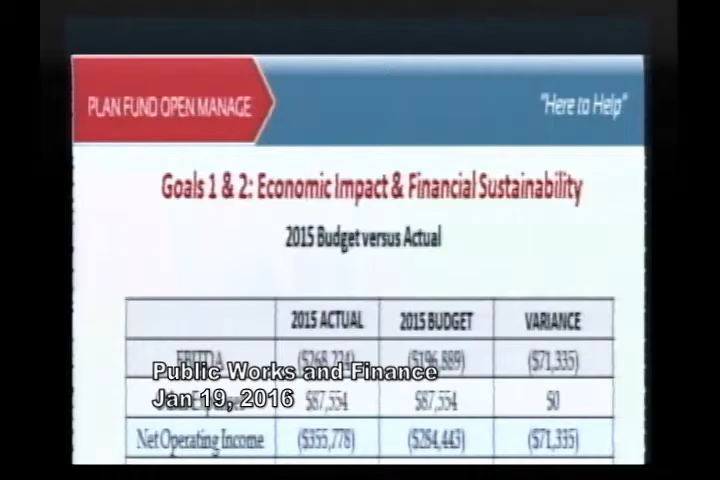 PLAN FUND OPEN MANAGE
"Here to Help"
Goals 1 & 2: Economic Impact & Financial Sustainability
2015 Budget versus Actual
2015 ACTUAL 2015 BUDGET VARIANCE
EBITDA ($268,224) ($196,889) ($71,335)
Public Works and Finance
$87,554 $87,554 $0
Jan 19, 2016
Net Operating Income ($355,778) ($284,443) ($71,335)